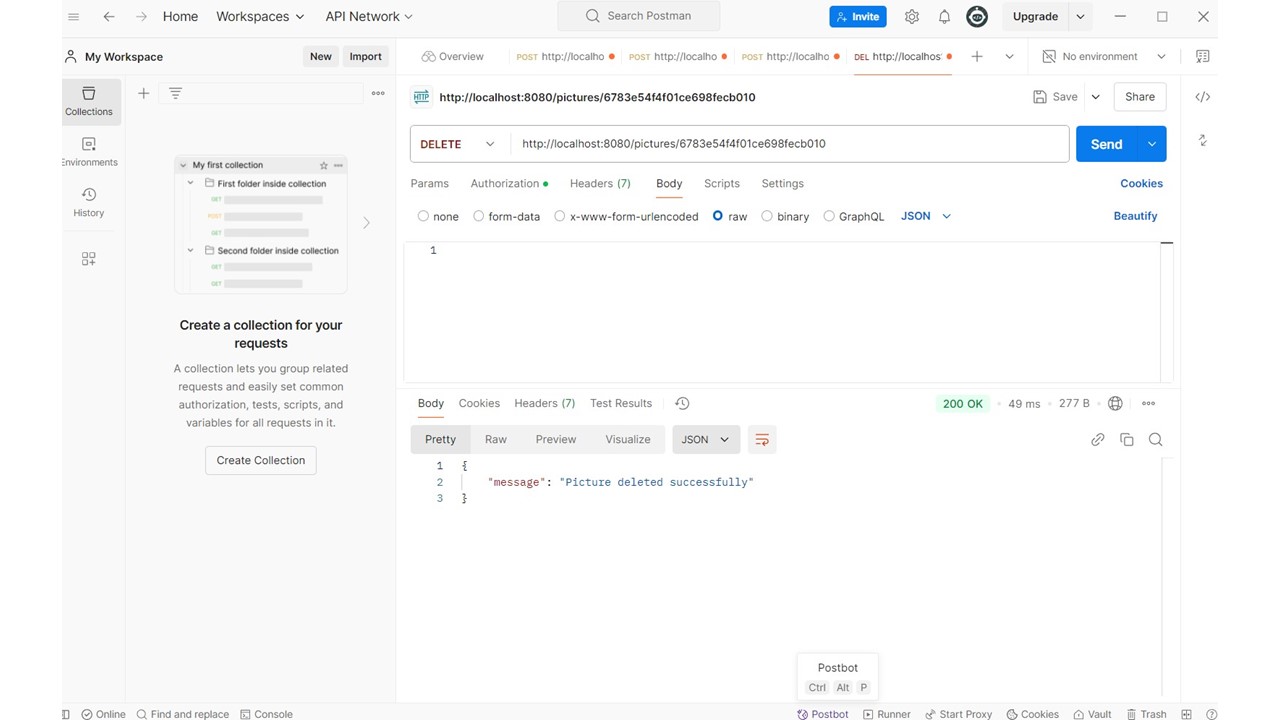 Home Workspaces API Network Search Postman Invite Upgrade
My Workspace New Import Overview POST http://localho POST http://localho POST http://localho DEL http://localhos No environment
Collections
Environments
History
My first collection
First folder inside collection
GET
POST
GET
Second folder inside collection
GET
GET
Create a collection for your
requests
A collection lets you group related
requests and easily set common
authorization, tests, scripts, and
variables for all requests in it.
Create Collection
HTTP http://localhost:8080/pictures/6783e54f4f01ce698fecb010 Save Share
DELETE http://localhost:8080/pictures/6783e54f4f01ce698fecb010 Send
Params Authorization Headers (7) Body Scripts Settings Cookies
none form-data x-www-form-urlencoded raw binary GraphQL JSON Beautify
1
Body Cookies Headers (7) Test Results 200 OK 49 ms 277 B
Pretty Raw Preview Visualize JSON
1 {
2 "message": "Picture deleted successfully"
3 }
Postbot
Ctrl Alt P
Online Find and replace Console Postbot Runner Start Proxy Cookies Vault Trash